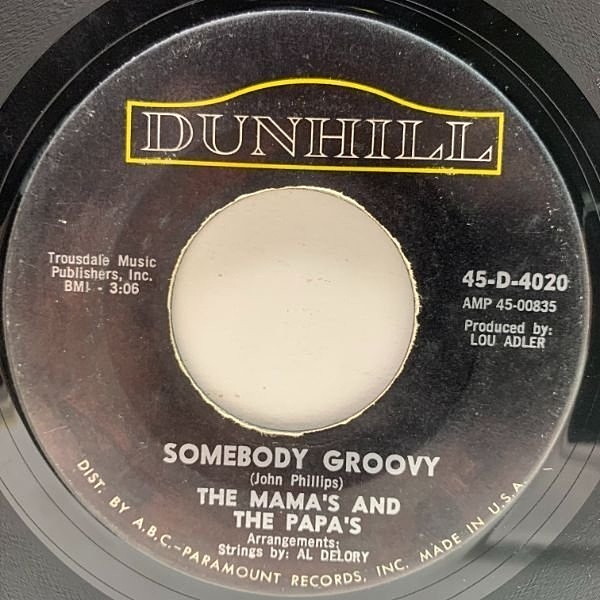 DUNHILL
Trousdale Music
Publishers, Inc.
BMI - 3:06
45-D-4020
AMP 45-00835
Produced by:
LOU ADLER
SOMEBODY GROOVY
(John Phillips)
THE MAMA'S AND
THE PAPA'S
Arrangements:
Strings by: AL DELORY
DIST. BY A.B.C.-PARAMOUNT RECORDS, INC. MADE IN U.S.A.